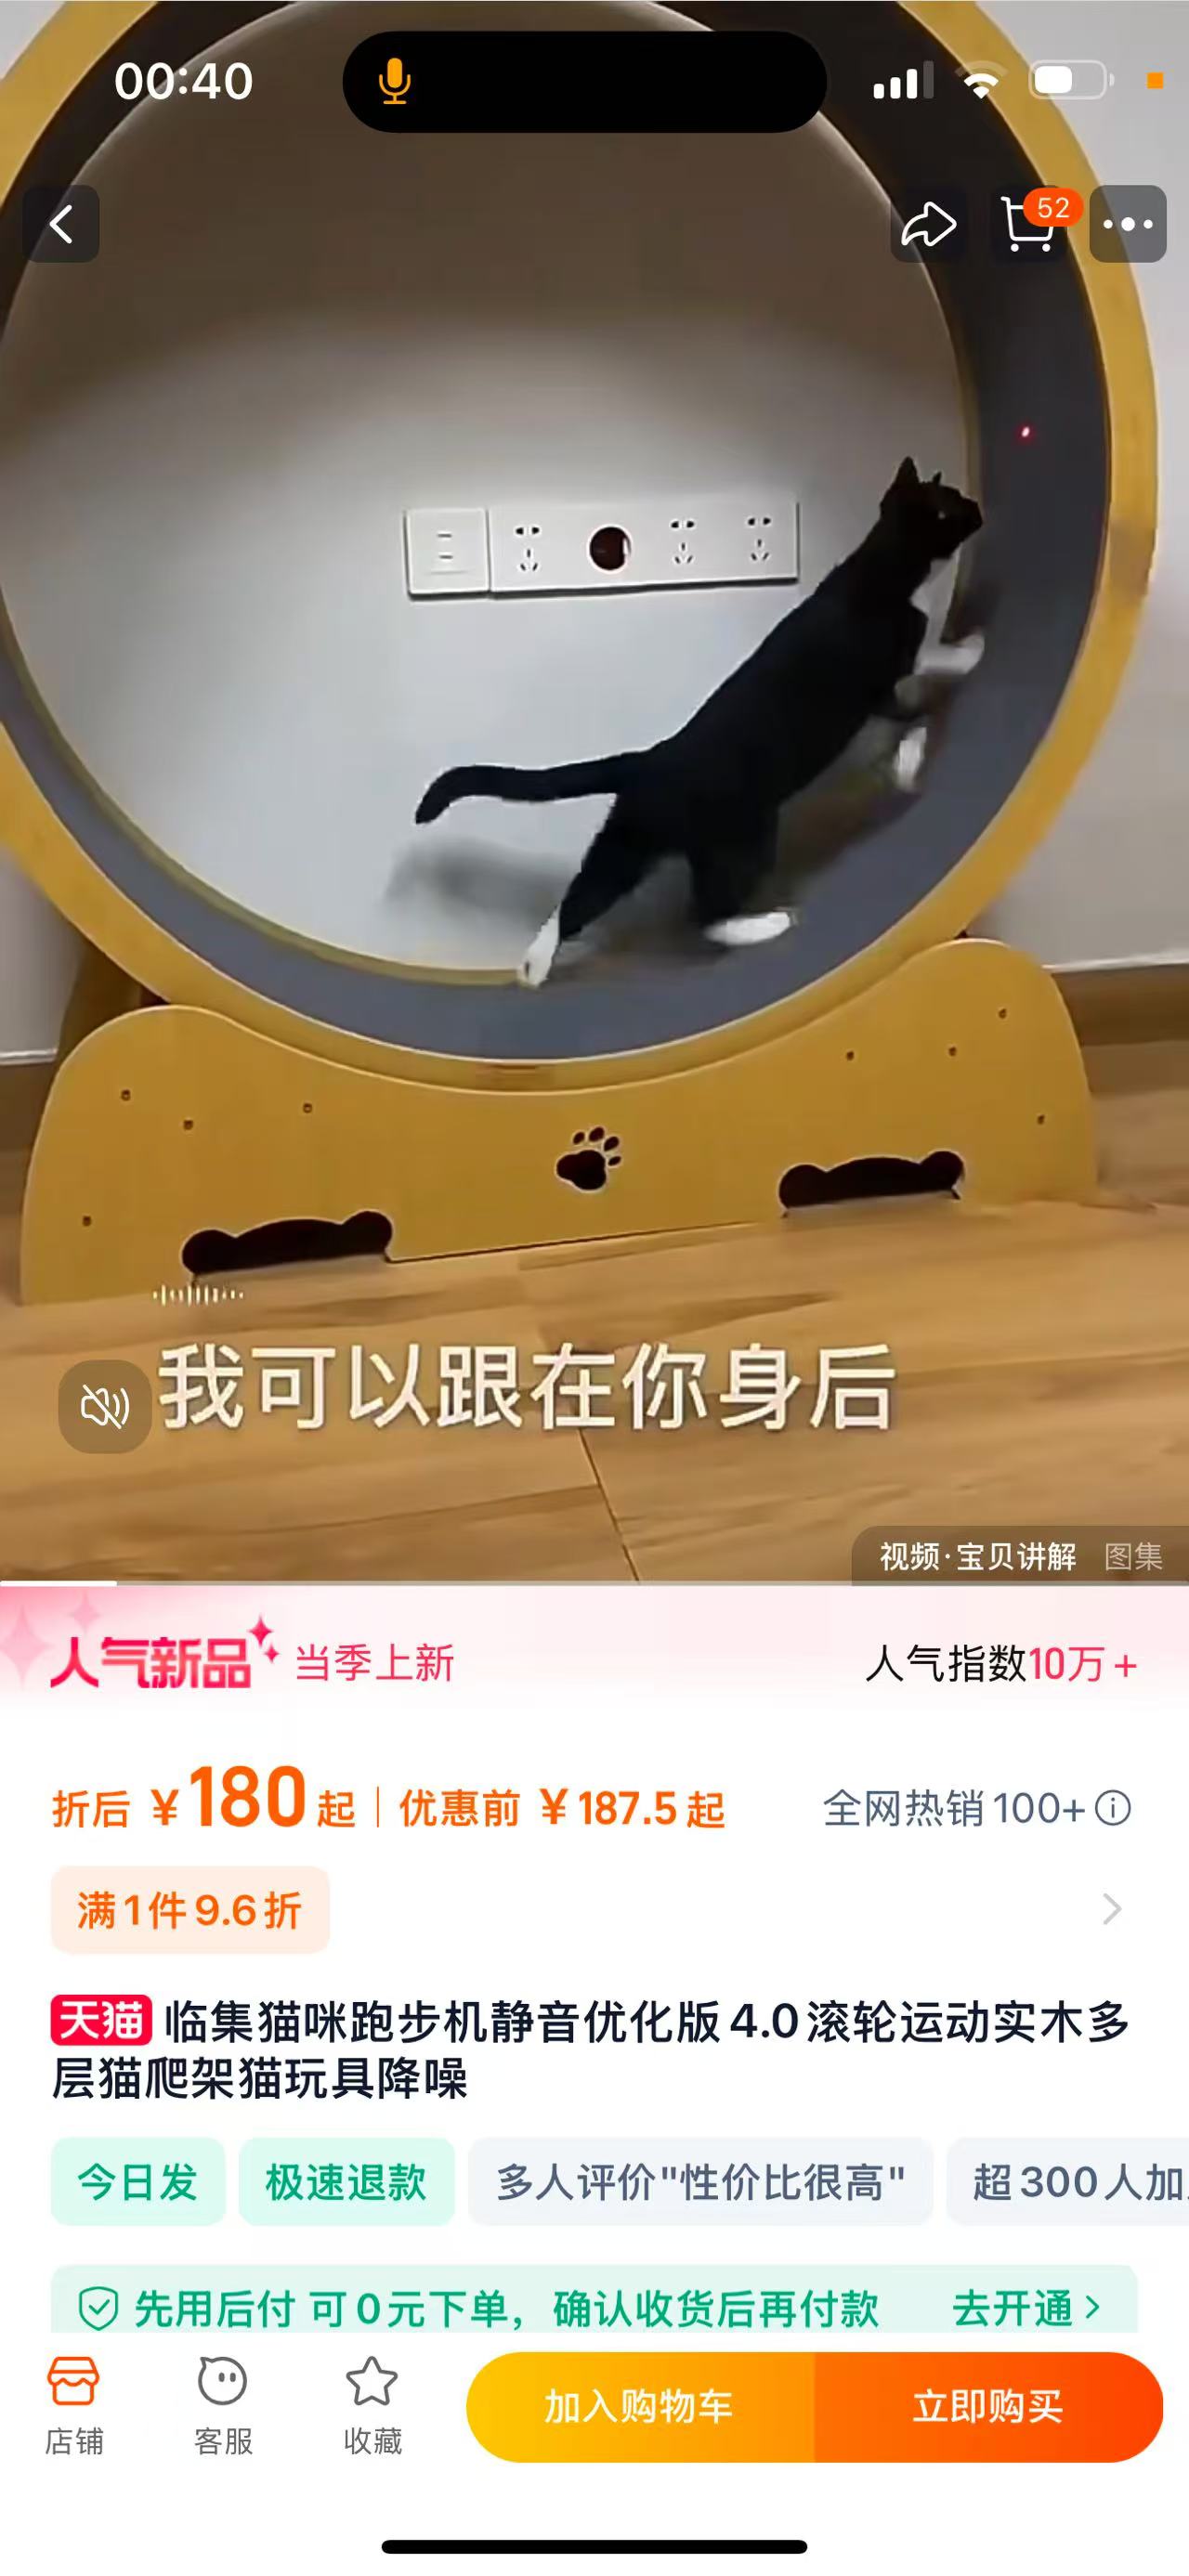 00:40
52
我可以跟在你身后
视频·宝贝讲解 图集
人气新品 当季上新 人气指数10万+
折后 ¥180起 | 优惠前 ¥187.5起 全网热销100+
满1件9.6折
天猫 临集猫咪跑步机静音优化版4.0滚轮运动实木多
层猫爬架猫玩具降噪
今日发 极速退款 多人评价"性价比很高" 超300人加
先用后付 可0元下单，确认收货后再付款 去开通
店铺 客服 收藏 加入购物车 立即购买